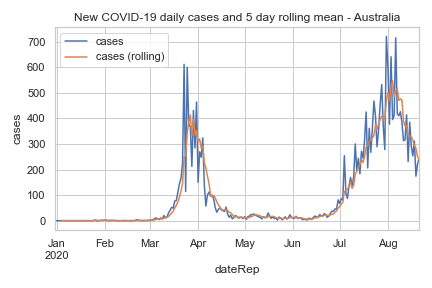 New COVID-19 daily cases and 5 day rolling mean - Australia
cases
cases (rolling)
700
600
500
400
300
200
100
0
cases
Jan
2020
Feb
Mar
Apr
May
Jun
Jul
Aug
dateRep